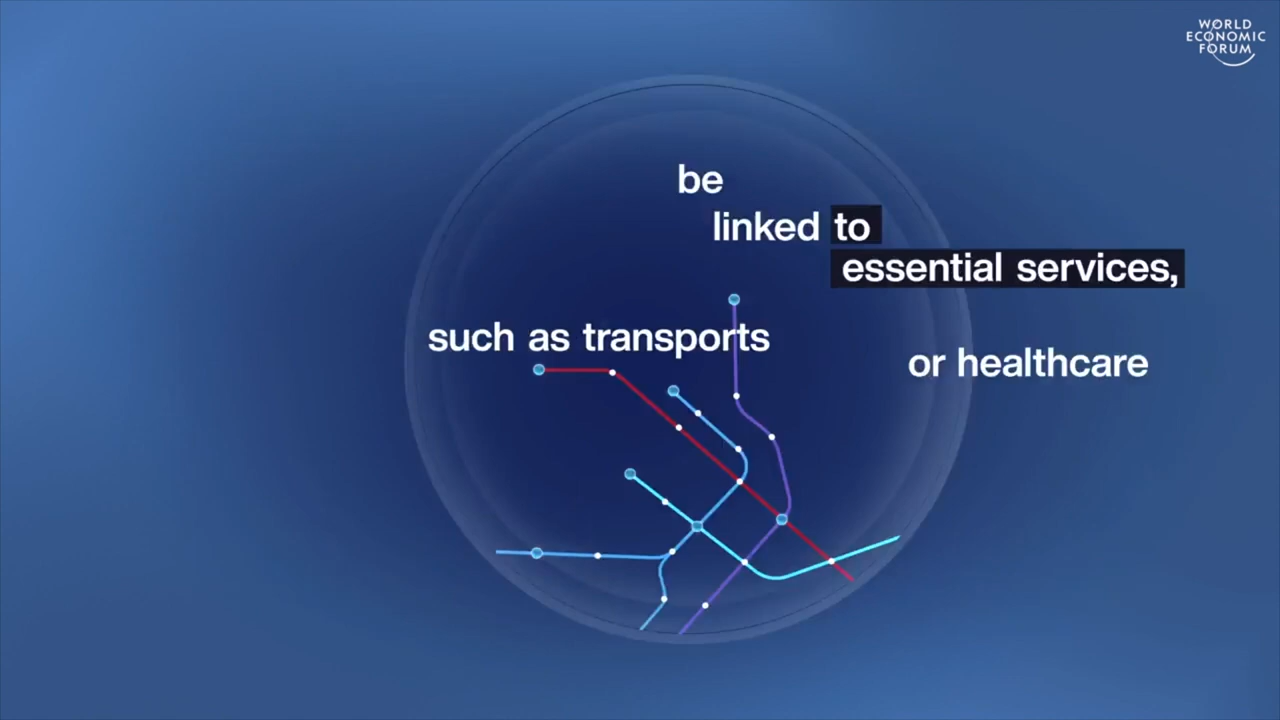 WORLD
ECONOMIC
FORUM
be
linked to
essential services,
such as transports
or healthcare